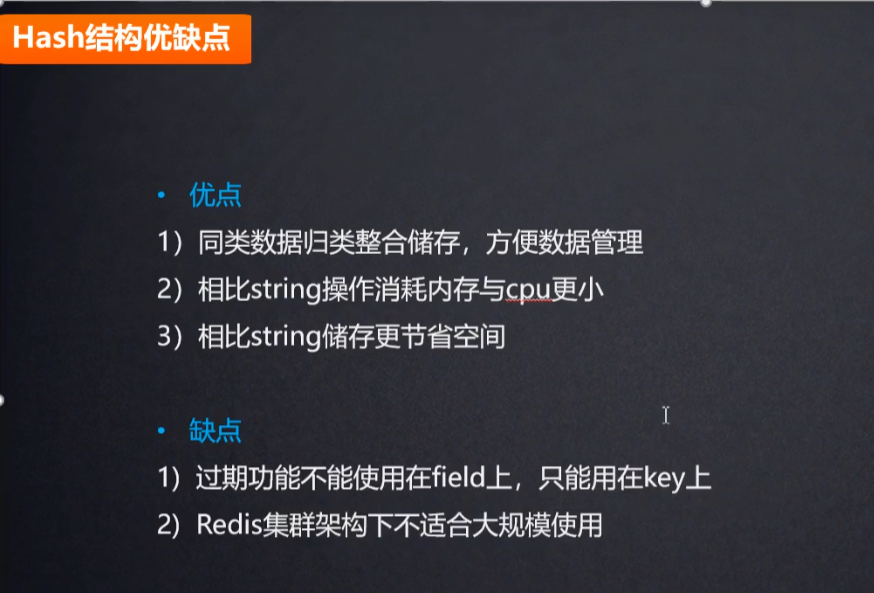 Hash结构优缺点
• 优点
1）同类数据归类整合储存，方便数据管理
2）相比string操作消耗内存与cpu更小
3）相比string储存更节省空间
• 缺点
1）过期功能不能使用在field上，只能用在key上
2）Redis集群架构下不适合大规模使用